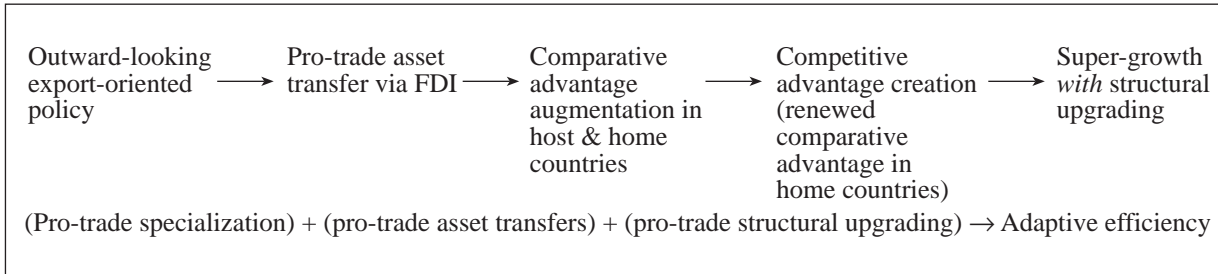 Outward-looking
export-oriented
policy
Pro-trade asset
transfer via FDI
Comparative
advantage
augmentation in
host & home
countries
Competitive
advantage creation
(renewed
comparative
advantage in
home countries)
Super-growth
with structural
upgrading
(Pro-trade specialization) + (pro-trade asset transfers) + (pro-trade structural upgrading) → Adaptive efficiency